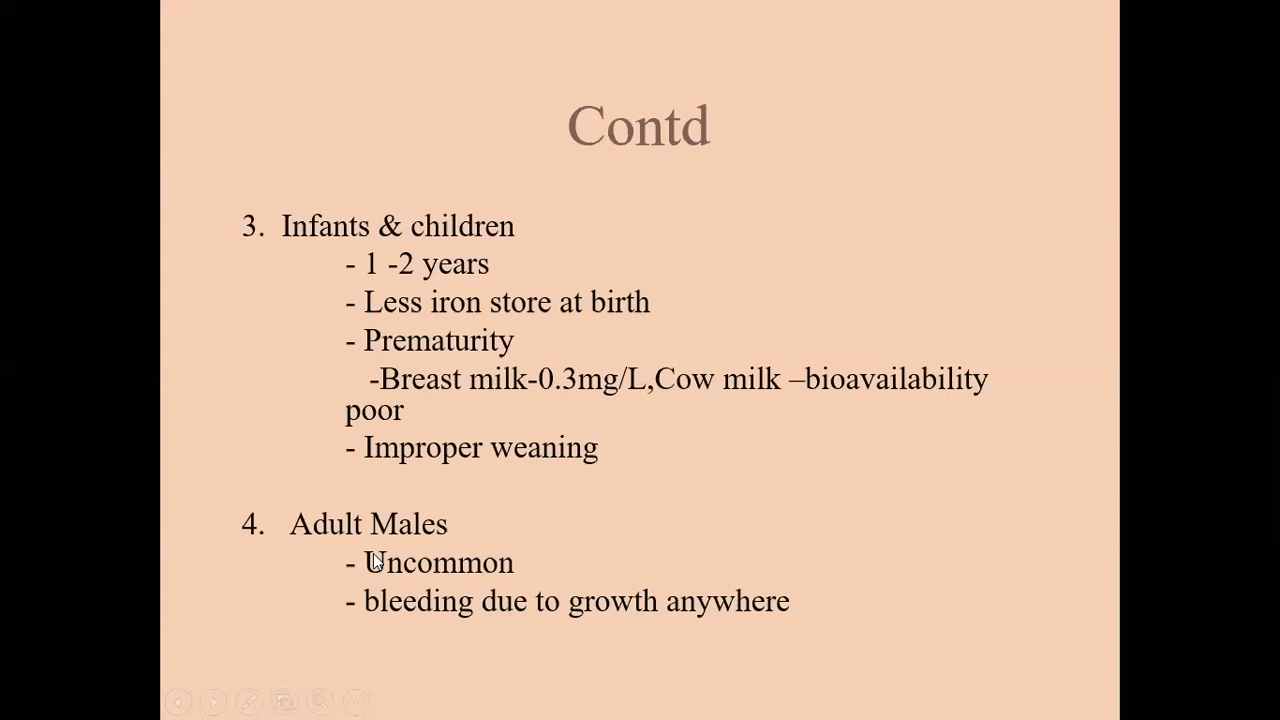 Contd
3. Infants & children
- 1 -2 years
- Less iron store at birth
- Prematurity
-Breast milk-0.3mg/L,Cow milk –bioavailability
poor
- Improper weaning
4. Adult Males
- Uncommon
- bleeding due to growth anywhere